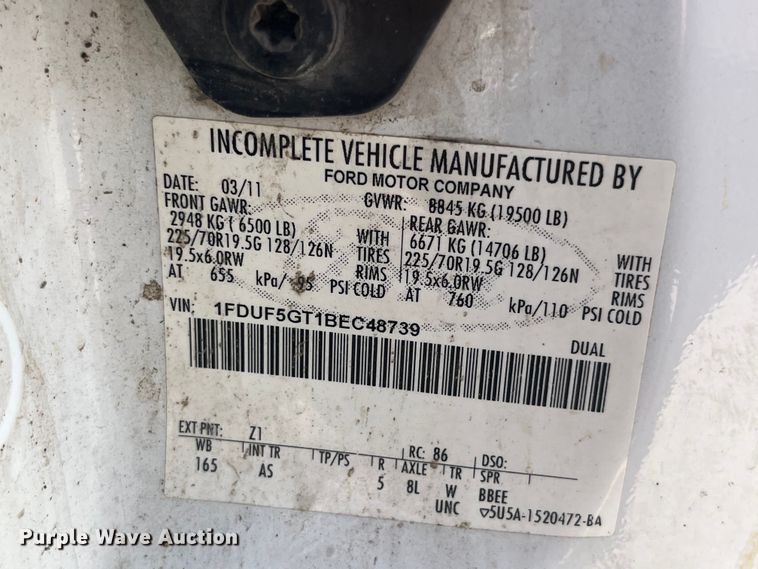 INCOMPLETE VEHICLE MANUFACTURED BY
FORD MOTOR COMPANY
DATE: 03/11 GVWR: 8845 KG (19500 LB)
FRONT GAWR: REAR GAWR:
2948 KG ( 6500 LB) WITH 6671 KG (14706 LB) WITH
225/70R19.5G 128/126N TIRES 225/70R19.5G 128/126N TIRES
19.5x6.0RW RIMS 19.5x6.0RW RIMS
AT 655 kPa/ 95 PSI COLD AT 760 kPa/110 PSI COLD
VIN: 1FDUF5GT1BEC48739
DUAL
EXT PNT: Z1 RC: 86 DSO:
WB INT TR TP/PS R AXLE TR SPR
165 AS 5 8L W BBEE
UNC ▽5U5A-1520472-BA
Purple Wave Auction